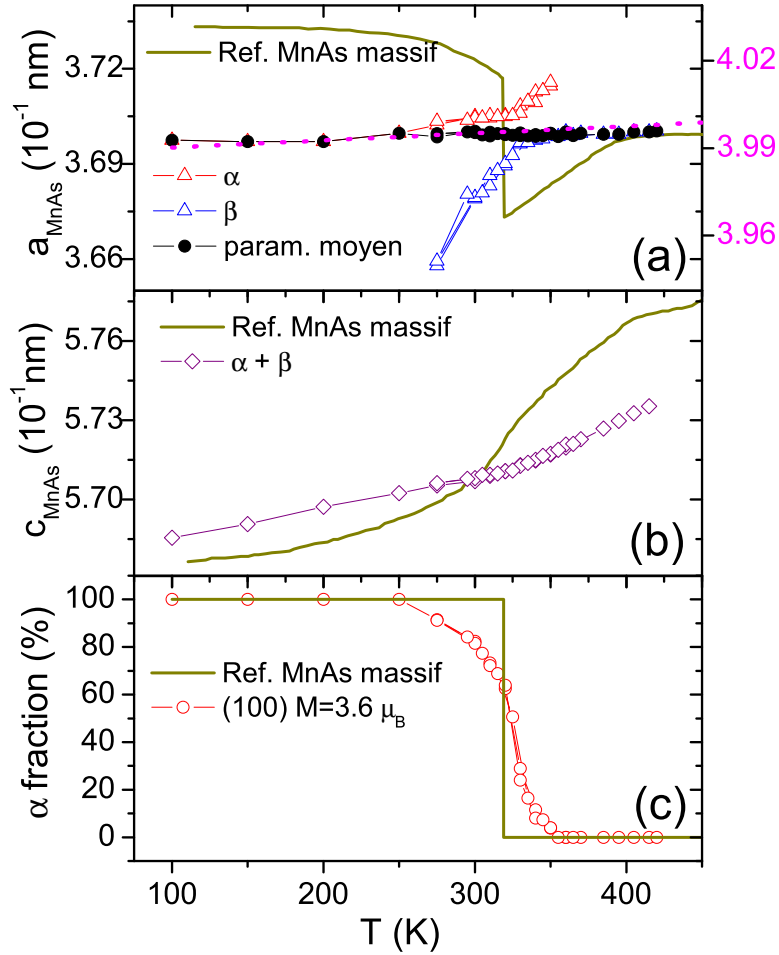 Ref. MnAs massif
4.02
3.72
3.99
3.69
α
β
3.96
param. moyen
3.66
(a)
a_MnAs (10⁻¹ nm)
Ref. MnAs massif
α + β
5.76
5.73
5.70
(b)
c_MnAs (10⁻¹nm)
100
80
Ref. MnAs massif
60
(100) M=3.6 μ_B
40
20
(c)
0
α fraction (%)
100
200
300
400
T (K)